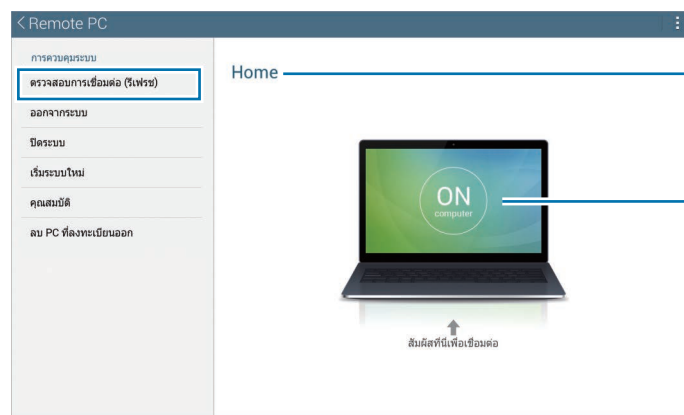 Remote PC
การควบคุมระบบ
ตรวจสอบการเชื่อมต่อ (รีเฟรช)
ออกจากระบบ
ปิดระบบ
เริ่มระบบใหม่
คุณสมบัติ
ลบ PC ที่ลงทะเบียนออก
Home
ON
computer
สัมผัสที่นี่เพื่อเชื่อมต่อ